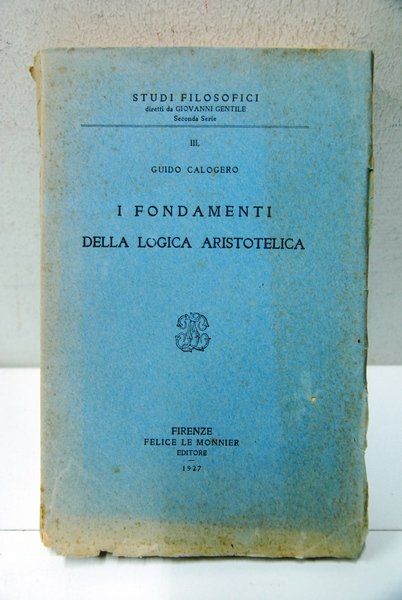 STUDI FILOSOFICI
diretti da GIOVANNI GENTILE
Seconda Serie
III.
GUIDO CALOGERO
I FONDAMENTI
DELLA LOGICA ARISTOTELICA
FIRENZE
FELICE LE MONNIER
EDITORE
1927